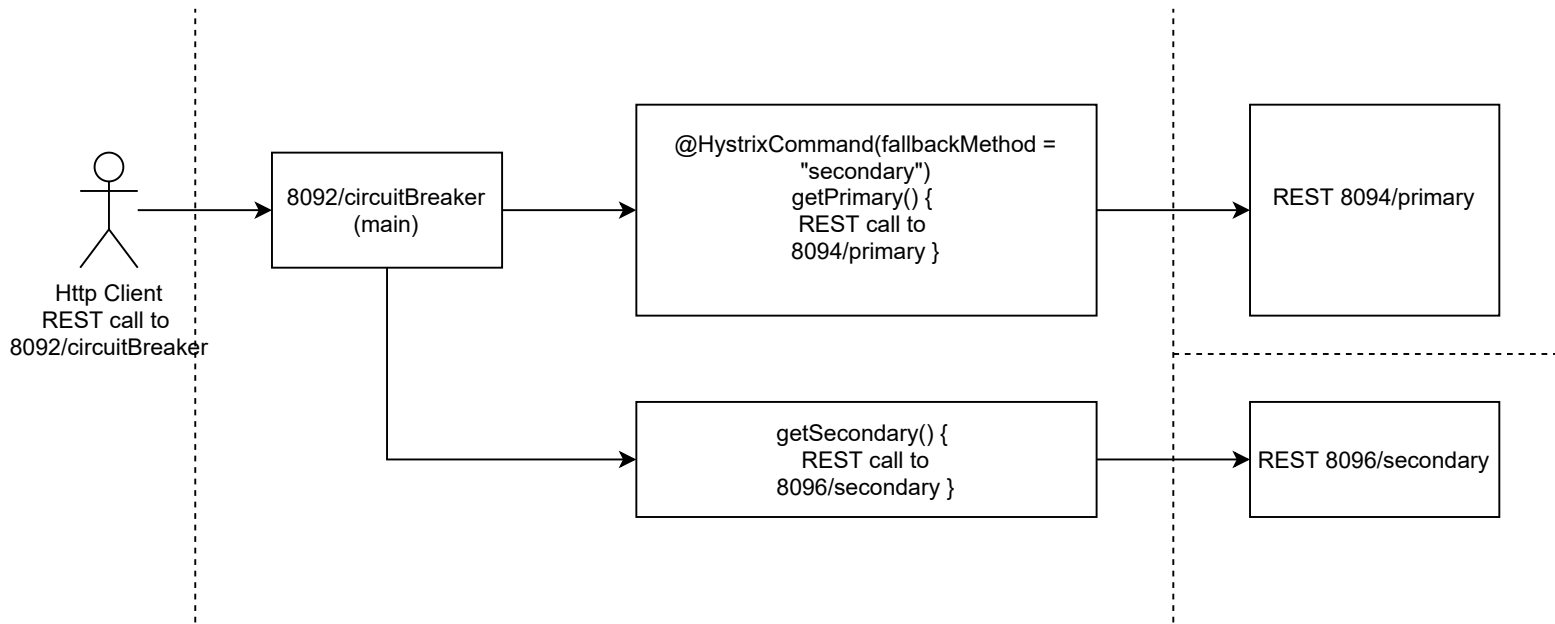 Http Client
REST call to
8092/circuitBreaker
8092/circuitBreaker
(main)
@HystrixCommand(fallbackMethod =
"secondary")
getPrimary() {
REST call to
8094/primary }
REST 8094/primary
getSecondary() {
REST call to
8096/secondary }
REST 8096/secondary